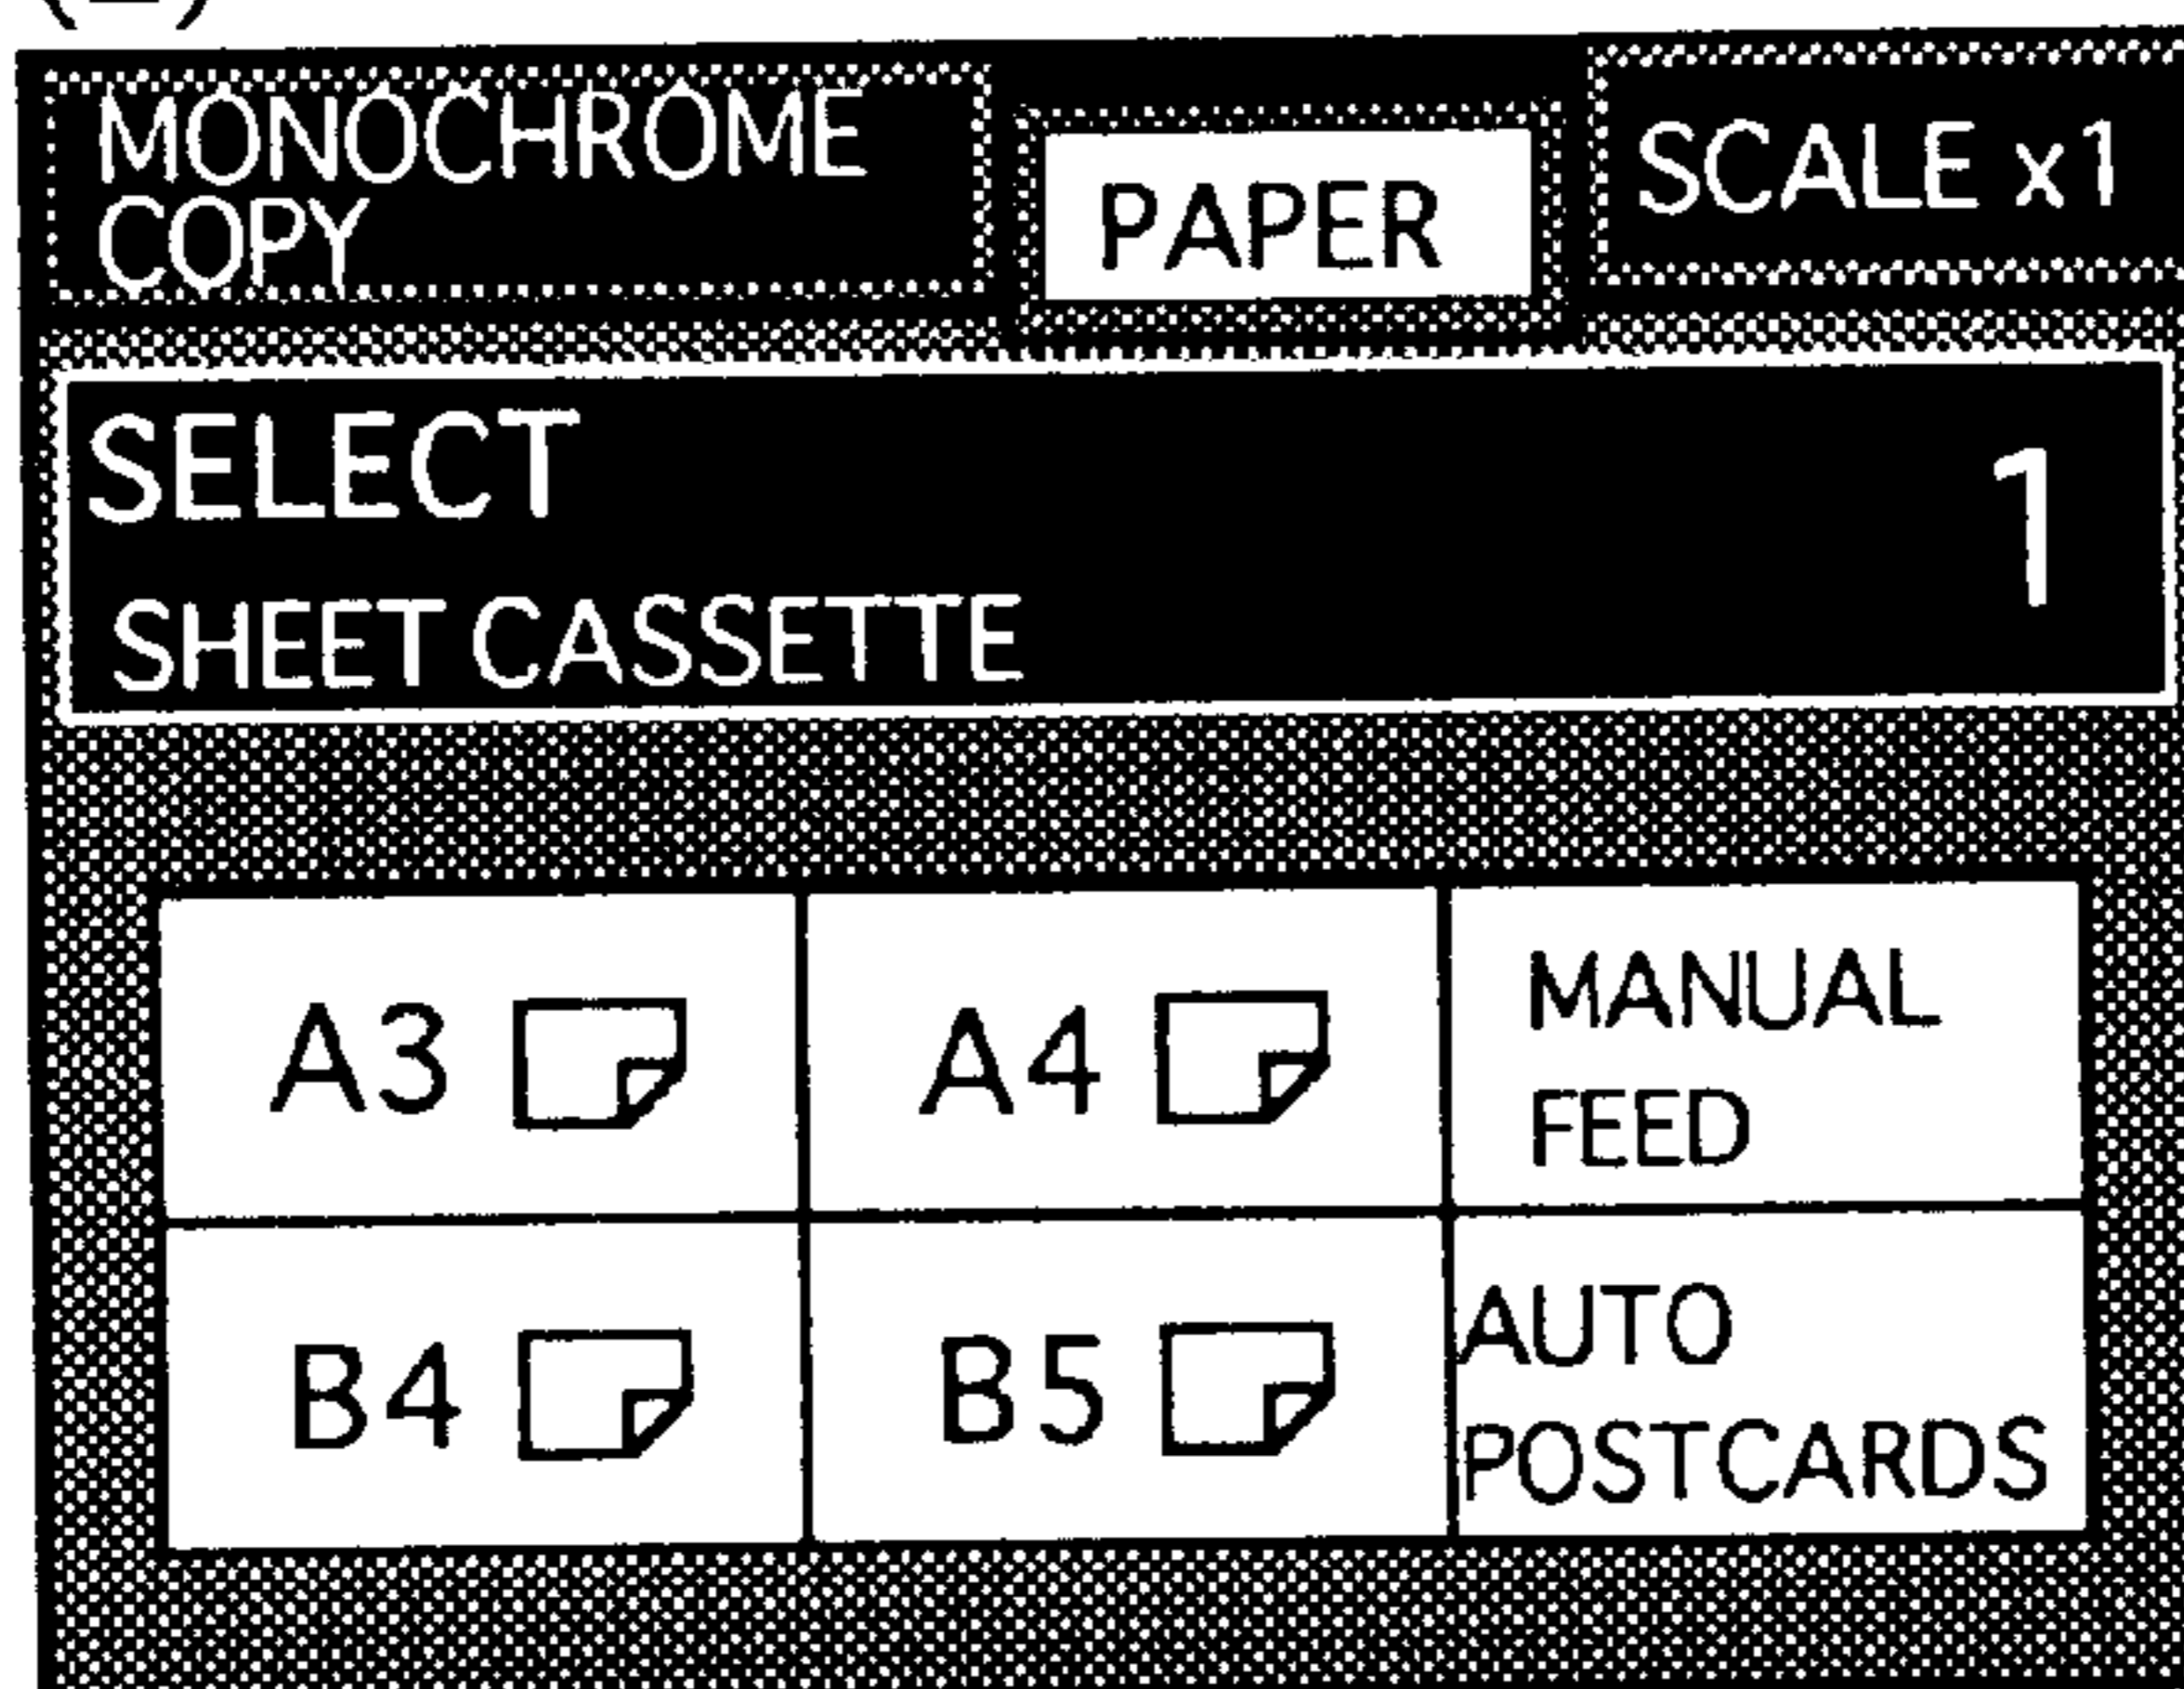 MONOCHROME
COPY
PAPER
SCALE x1
SELECT
1
SHEET CASSETTE
A3
A4
MANUAL
FEED
B4
B5
AUTO
POSTCARDS